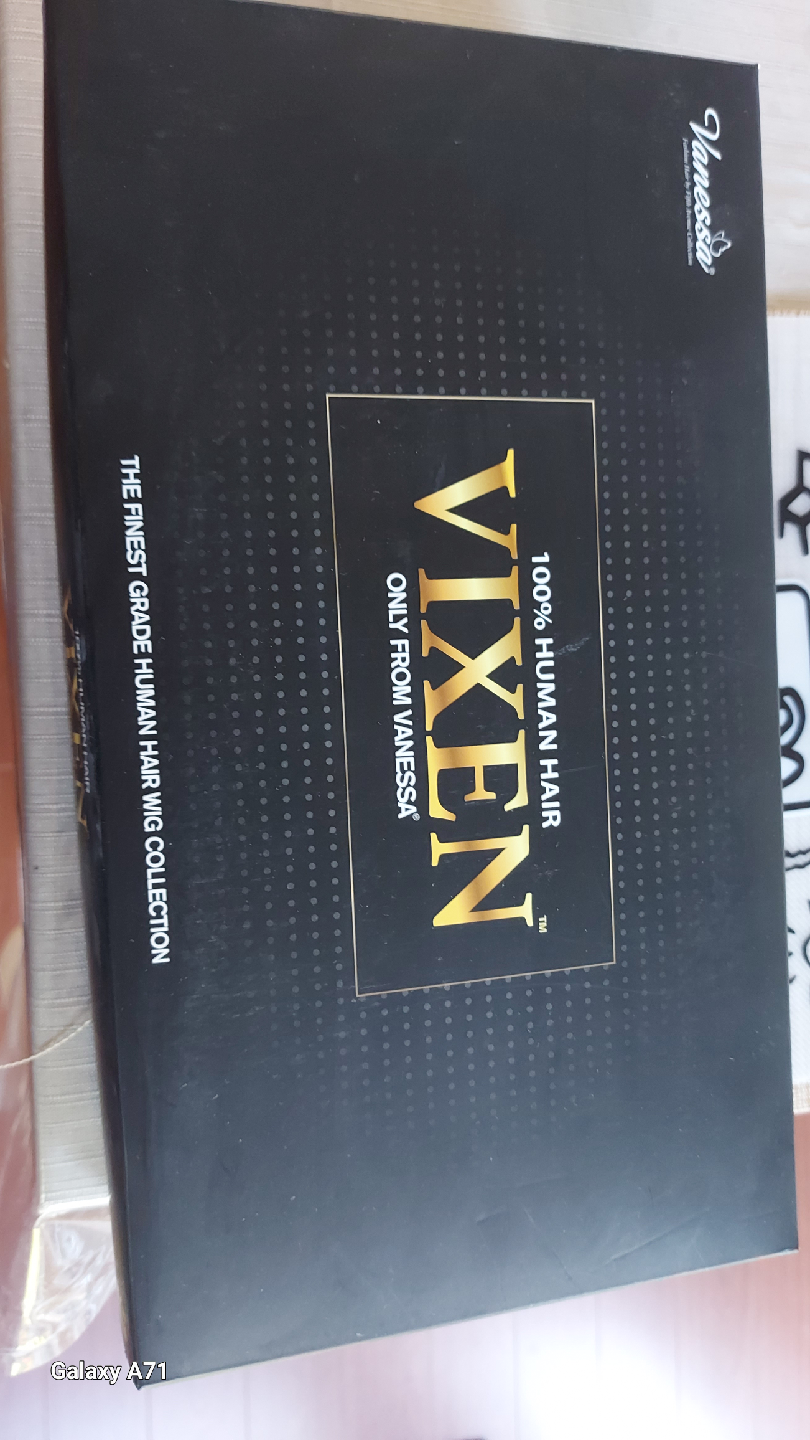 Vanessa®
100% HUMAN HAIR
VIXEN™
ONLY FROM VANESSA®
THE FINEST GRADE HUMAN HAIR WIG COLLECTION
Galaxy A71